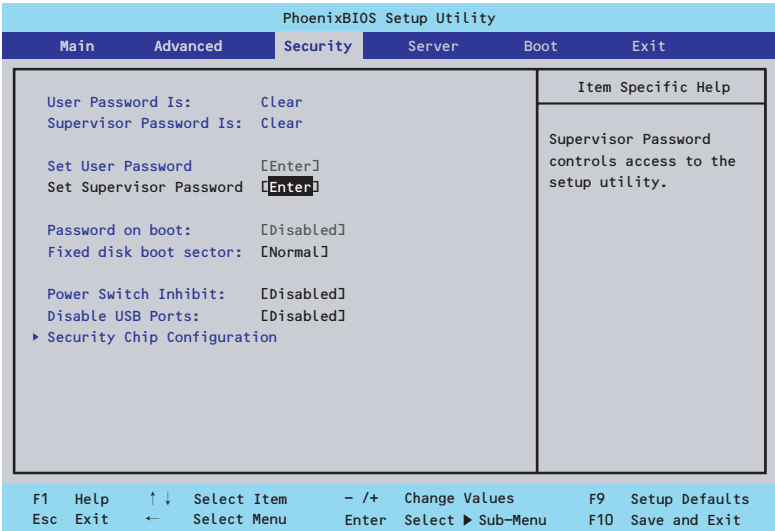 PhoenixBIOS Setup Utility
Main Advanced Security Server Boot Exit
User Password Is: Clear
Supervisor Password Is: Clear
Set User Password [Enter]
Set Supervisor Password [Enter]
Password on boot: [Disabled]
Fixed disk boot sector: [Normal]
Power Switch Inhibit: [Disabled]
Disable USB Ports: [Disabled]
▶ Security Chip Configuration
Item Specific Help
Supervisor Password
controls access to the
setup utility.
F1 Help ↑↓ Select Item - /+ Change Values F9 Setup Defaults
Esc Exit ← Select Menu Enter Select ▶ Sub-Menu F10 Save and Exit